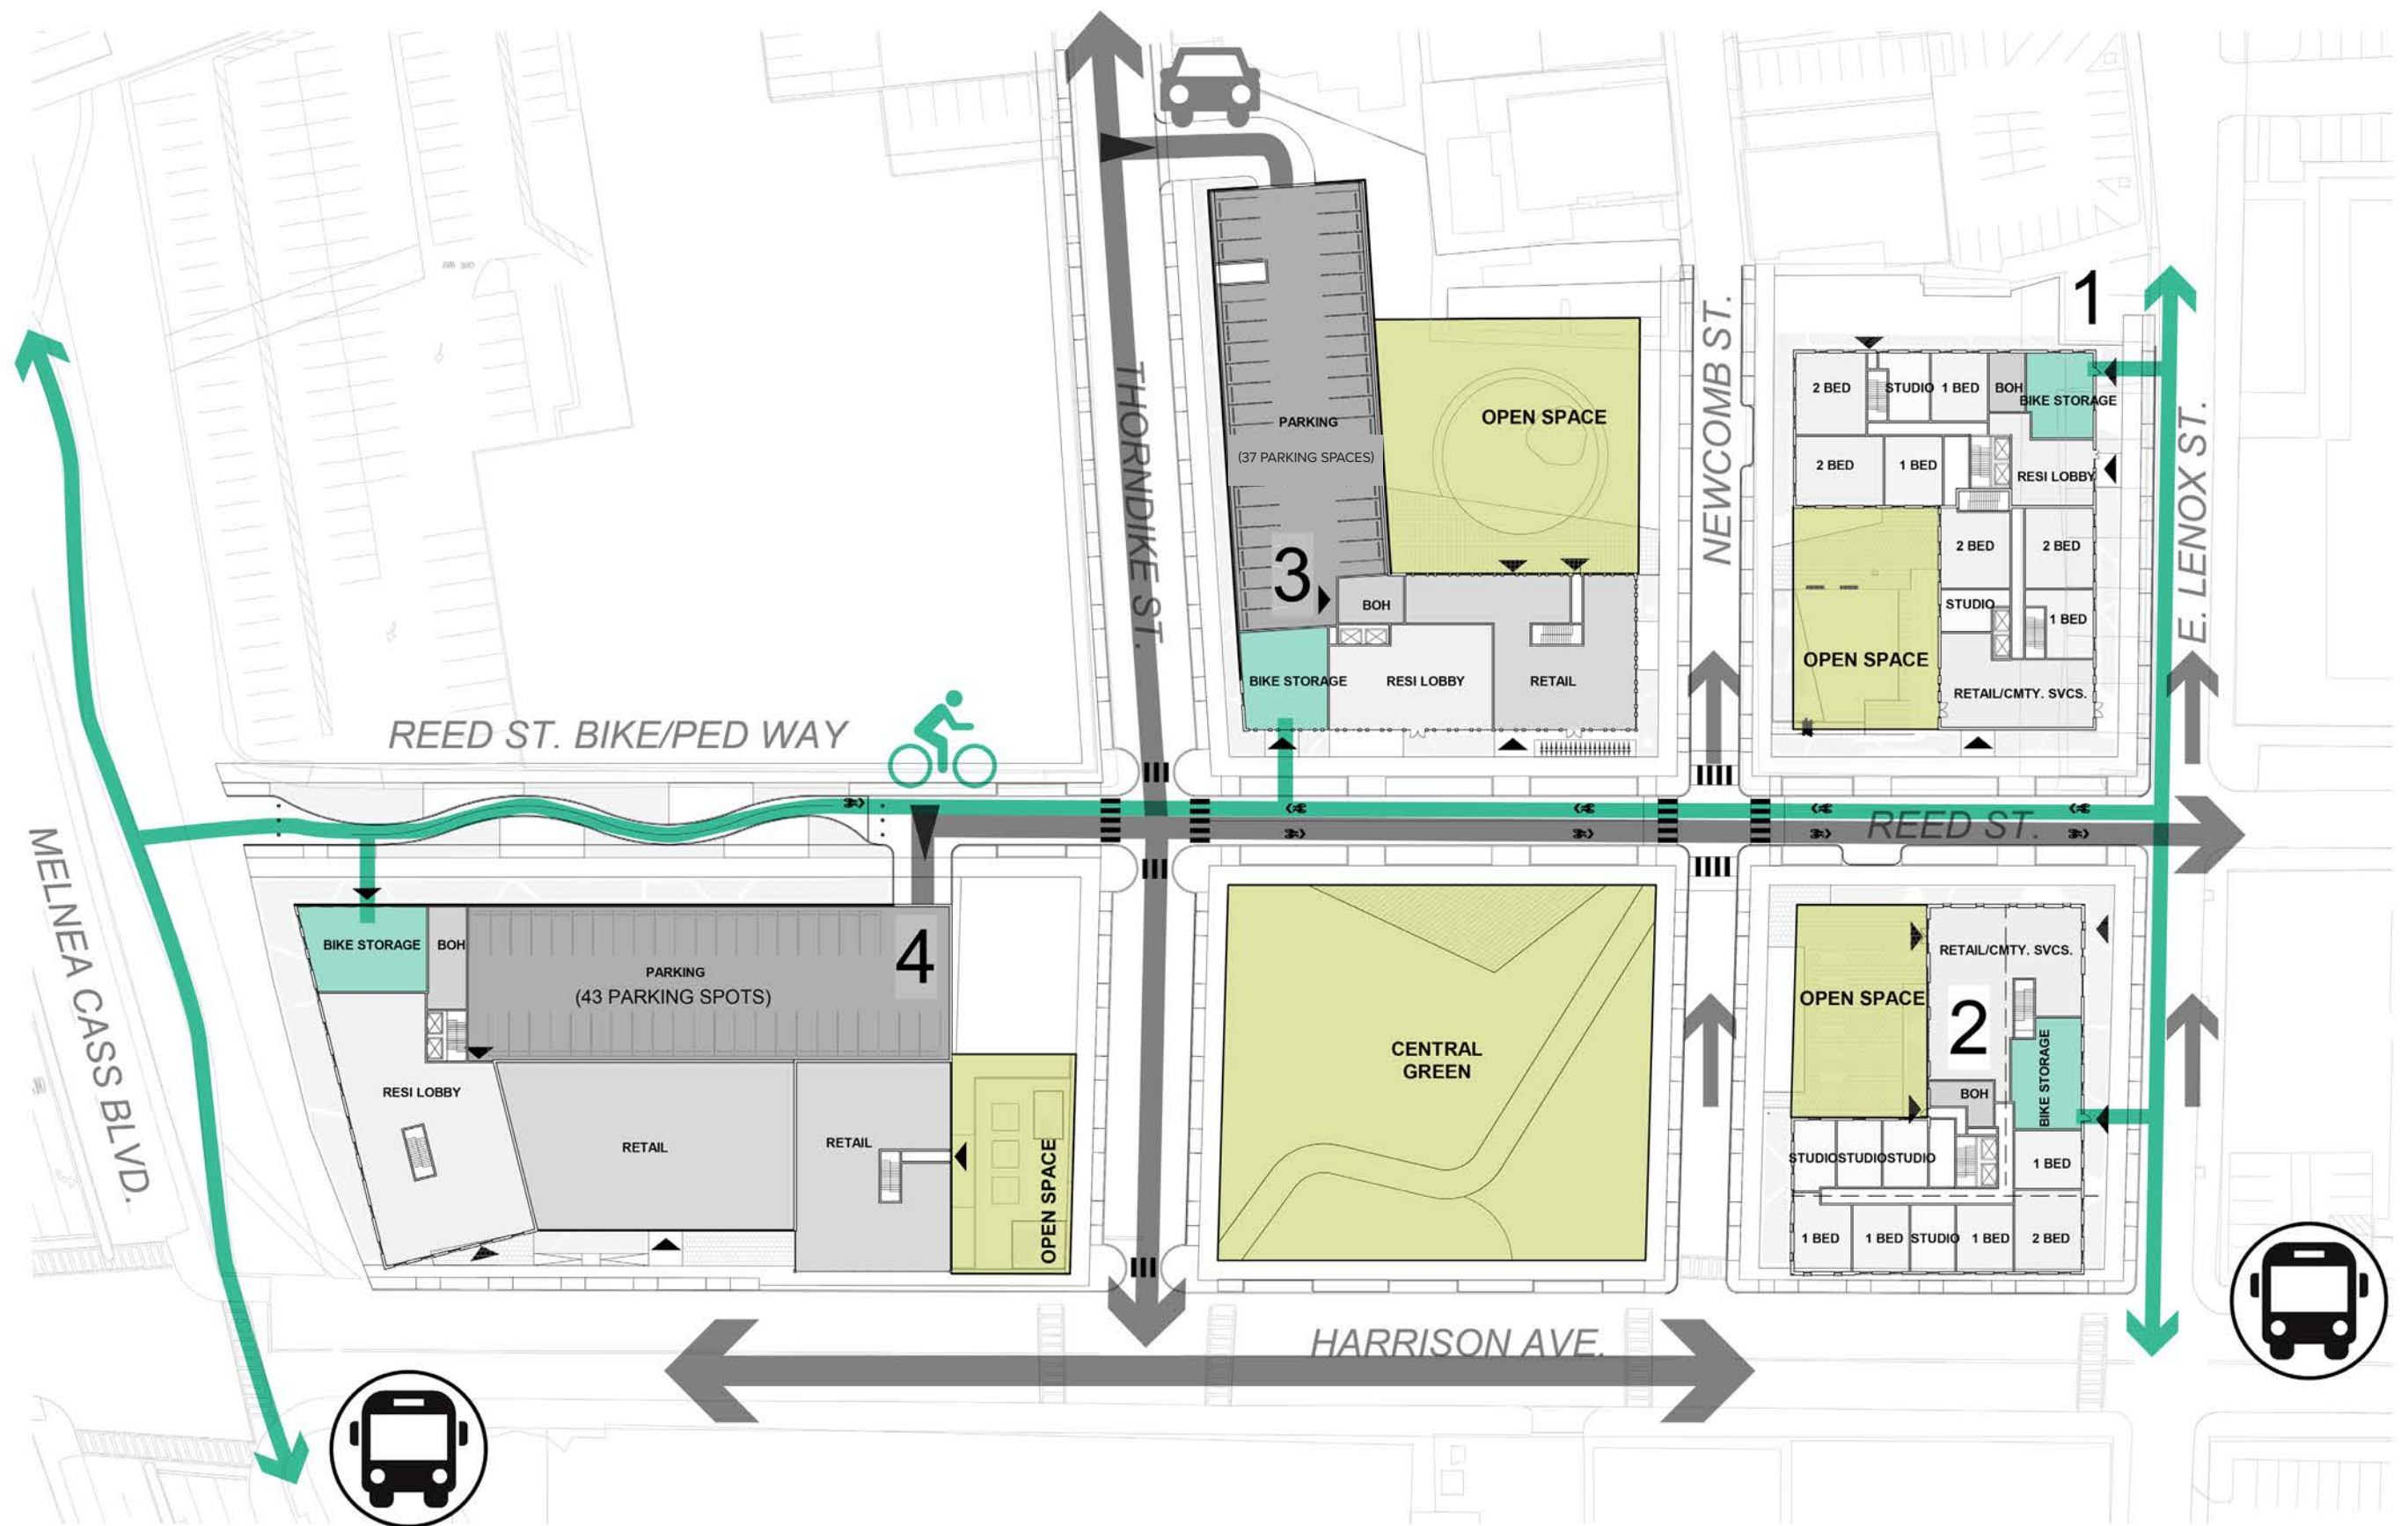 1
2 BED
STUDIO
1 BED
BOH
BIKE STORAGE
2 BED
1 BED
RESI LOBBY
2 BED
2 BED
STUDIO
1 BED
OPEN SPACE
RETAIL/CMTY. SVCS.
E. LENOX ST.
NEWCOMB ST.
PARKING
(37 PARKING SPACES)
OPEN SPACE
3
BOH
BIKE STORAGE
RESI LOBBY
RETAIL
THORNDIKE ST.
REED ST. BIKE/PED WAY
REED ST.
MELNEA CASS BLVD.
BIKE STORAGE
BOH
PARKING
(43 PARKING SPOTS)
4
RESI LOBBY
RETAIL
RETAIL
OPEN SPACE
CENTRAL
GREEN
OPEN SPACE
RETAIL/CMTY. SVCS.
2
BIKE STORAGE
BOH
STUDIO
STUDIO
STUDIO
1 BED
1 BED
1 BED
STUDIO
1 BED
2 BED
HARRISON AVE.